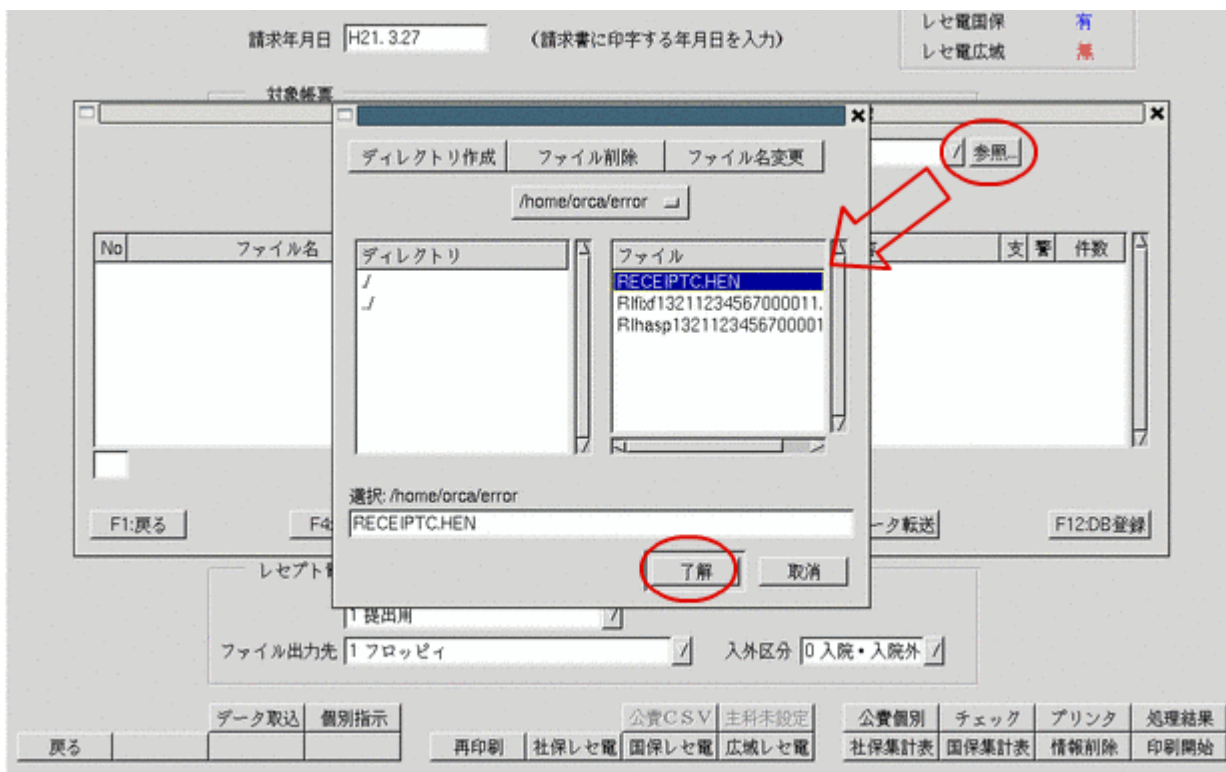 レセ電国保 有
請求年月日 H21. 3.27 (請求書に印字する年月日を入力)
レセ電広域 無
対象帳票
ディレクトリ作成 ファイル削除 ファイル名変更
参照...
/home/orca/error
No ファイル名
ディレクトリ
ファイル
支 警 件数
./
../
RECEIPTC.HEN
RIfixf13211234567000011.
RIhasp1321123456700001
選択: /home/orca/error
RECEIPTC.HEN
F1:戻る
F4:
ータ転送
F12:DB登録
了解 取消
レセプト
1 提出用
ファイル出力先 1 フロッピィ 入外区分 0 入院・入院外
データ取込 個別指示 公費CSV 主科未設定 公費個別 チェック プリンタ 処理結果
戻る 再印刷 社保レセ電 国保レセ電 広域レセ電 社保集計表 国保集計表 情報削除 印刷開始